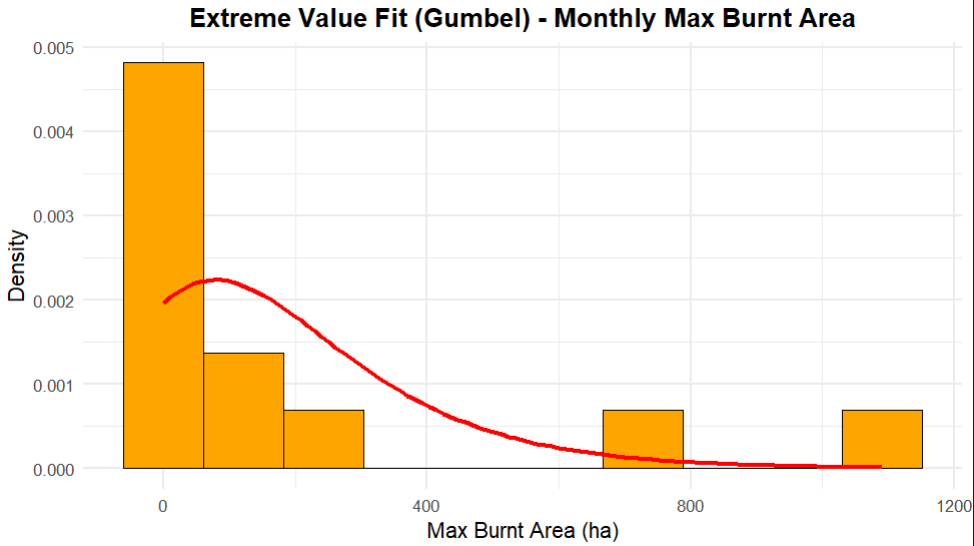 Extreme Value Fit (Gumbel) - Monthly Max Burnt Area
0.005
0.004
0.003
0.002
0.001
0.000
Density
0 400 800 1200
Max Burnt Area (ha)